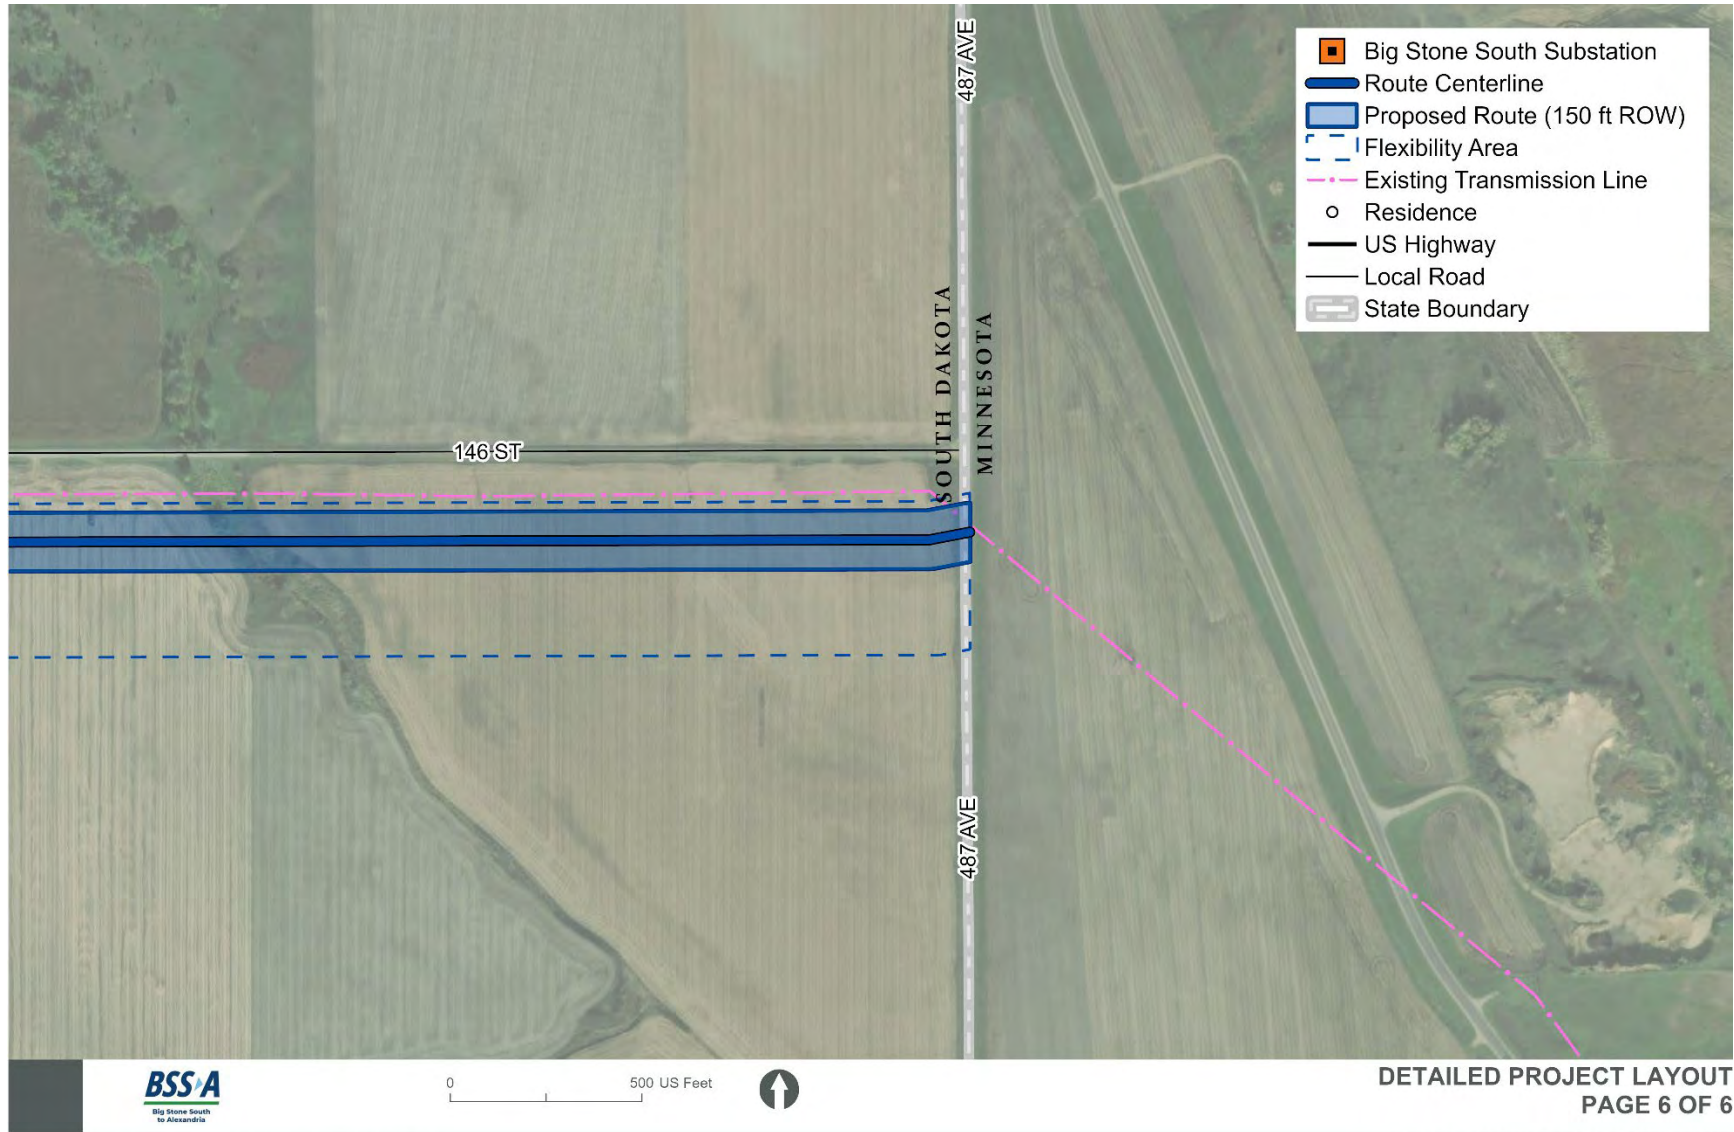 487 AVE
Big Stone South Substation
Route Centerline
Proposed Route (150 ft ROW)
Flexibility Area
Existing Transmission Line
Residence
US Highway
Local Road
State Boundary
SOUTH DAKOTA
MINNESOTA
146 ST
487 AVE
BSS A
Big Stone South
to Alexandria
0
500 US Feet
DETAILED PROJECT LAYOUT
PAGE 6 OF 6